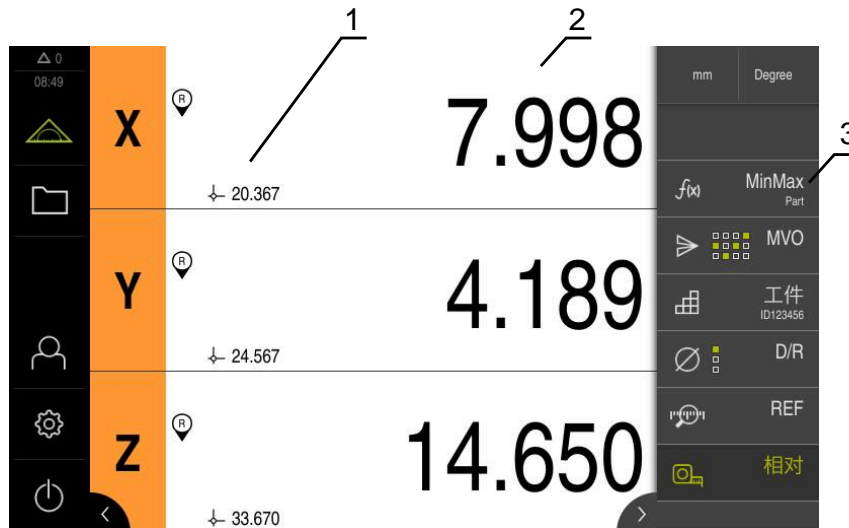 1
2
3
0
08:49
X
R
7.998
20.367
Y
R
4.189
24.567
Z
R
14.650
33.670
mm
Degree
f(x)
MinMax
Part
MVO
工件
ID123456
D/R
REF
相对